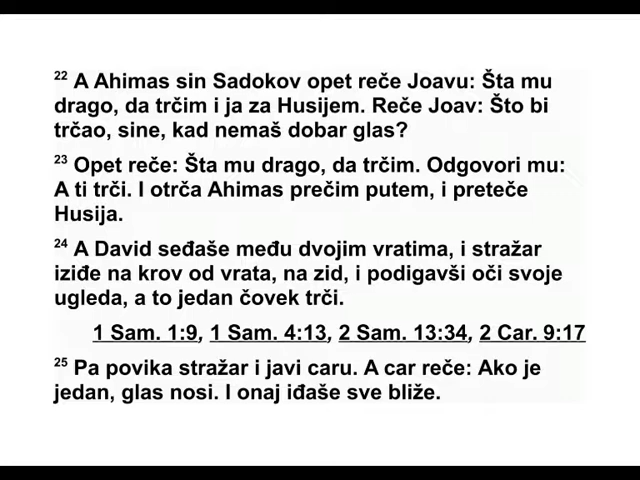 22 A Ahimas sin Sadokov opet reče Joavu: Šta mu
drago, da trčim i ja za Husijem. Reče Joav: Što bi
trčao, sine, kad nemaš dobar glas?
23 Opet reče: Šta mu drago, da trčim. Odgovori mu:
A ti trči. I otrča Ahimas prečim putem, i preteče
Husija.
24 A David seđaše među dvojim vratima, i stražar
iziđe na krov od vrata, na zid, i podigavši oči svoje
ugleda, a to jedan čovek trči.
1 Sam. 1:9, 1 Sam. 4:13, 2 Sam. 13:34, 2 Car. 9:17
25 Pa povika stražar i javi caru. A car reče: Ako je
jedan, glas nosi. I onaj iđaše sve bliže.